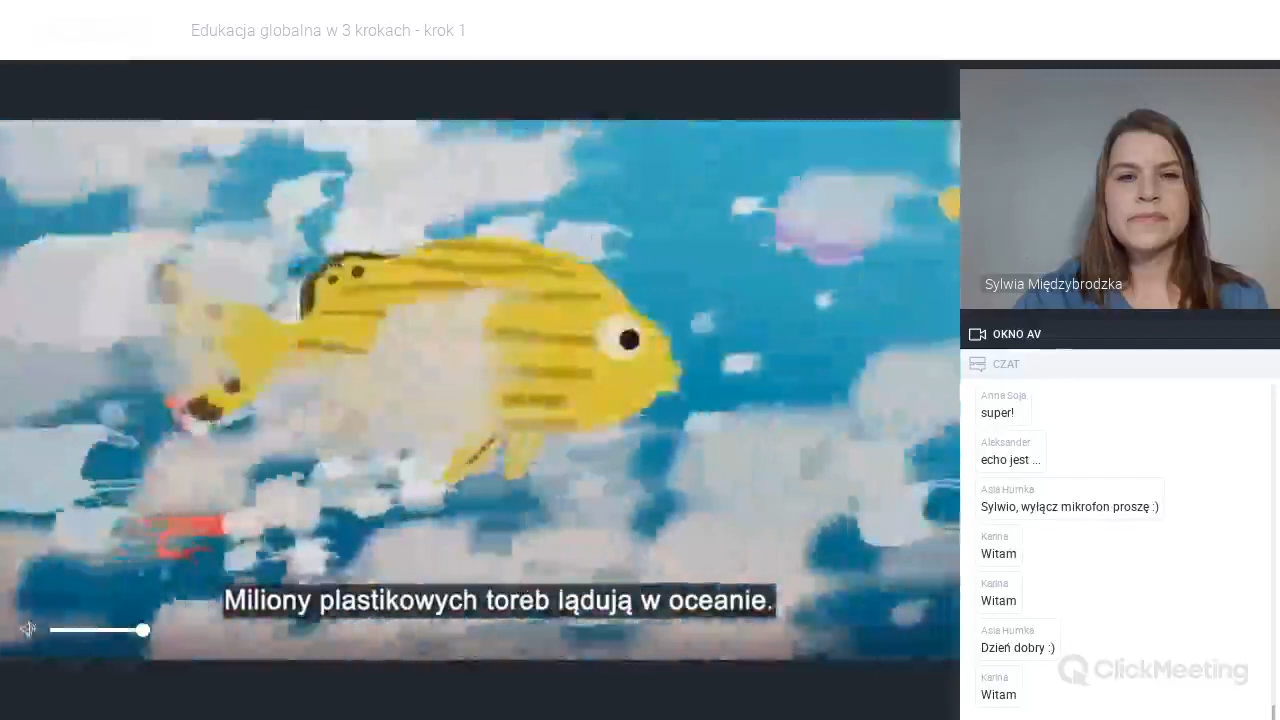 Edukacja globalna w 3 krokach - krok 1
Sylwia Międzybrodzka
OKNO AV
CZAT
Anna Soja
super!
Aleksander
echo jest ...
Asia Humka
Sylwio, wyłącz mikrofon proszę :)
Karina
Witam
Karina
Witam
Asia Humka
Dzień dobry :)
Karina
Witam
ClickMeeting
Miliony plastikowych toreb lądują w oceanie.